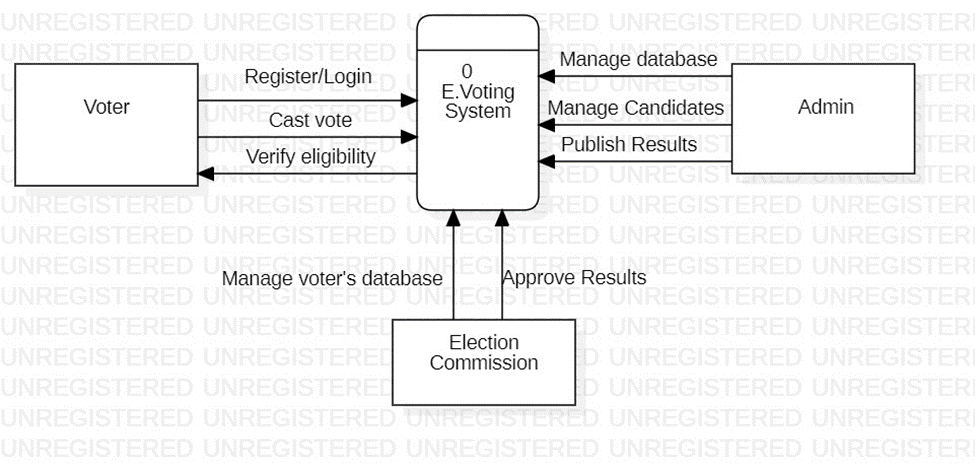 Register/Login
Cast vote
Verify eligibility
Voter
0
E.Voting
System
Manage database
Manage Candidates
Publish Results
Admin
Manage voter's database
Approve Results
Election
Commission
UNREGISTERED